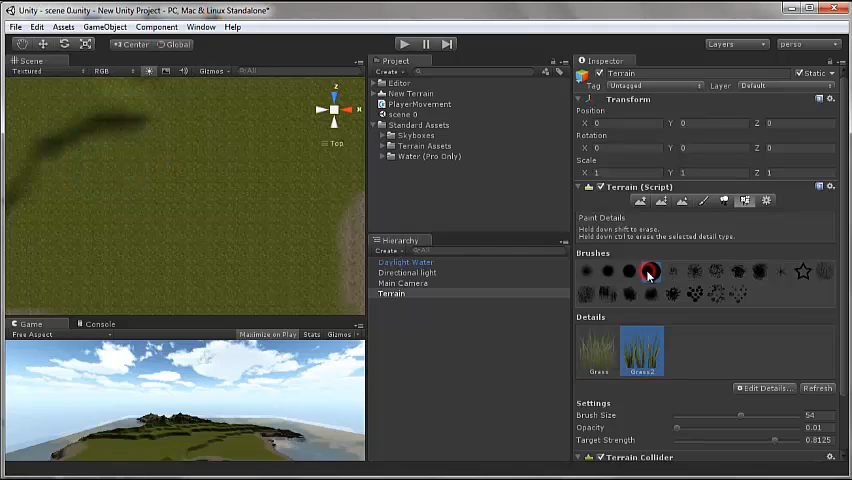 Unity - scene 0.unity - New Unity Project - PC, Mac & Linux Standalone*
File Edit Assets GameObject Component Window Help
Center Global Layers perso
Scene
Textured RGB Gizmos All
z
x
Top
Game Console
Free Aspect Maximize on Play Stats Gizmos
Project
Create
Editor
New Terrain
PlayerMovement
scene 0
Standard Assets
Skyboxes
Terrain Assets
Water (Pro Only)
Hierarchy
Create All
Daylight Water
Directional light
Main Camera
Terrain
Inspector
Terrain Static
Tag Untagged Layer Default
Transform
Position
X 0 Y 0 Z 0
Rotation
X 0 Y 0 Z 0
Scale
X 1 Y 1 Z 1
Terrain (Script)
Paint Details
Hold down shift to erase.
Hold down ctrl to erase the selected detail type.
Brushes
Details
Grass Grass2
Edit Details... Refresh
Settings
Brush Size 54
Opacity 0.01
Target Strength 0.8125
Terrain Collider